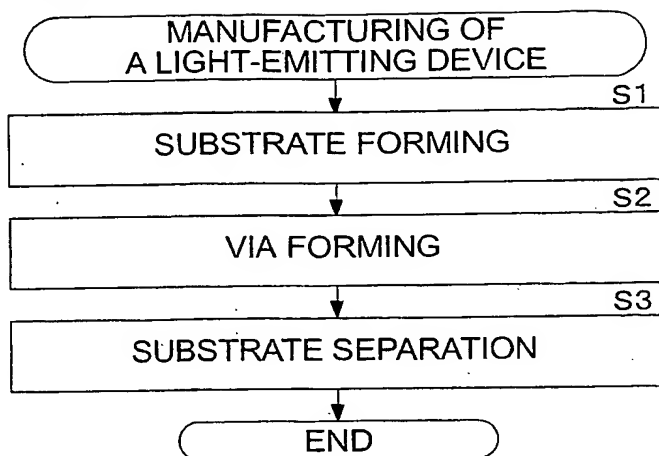 MANUFACTURING OF
A LIGHT-EMITTING DEVICE
S1
SUBSTRATE FORMING
S2
VIA FORMING
S3
SUBSTRATE SEPARATION
END